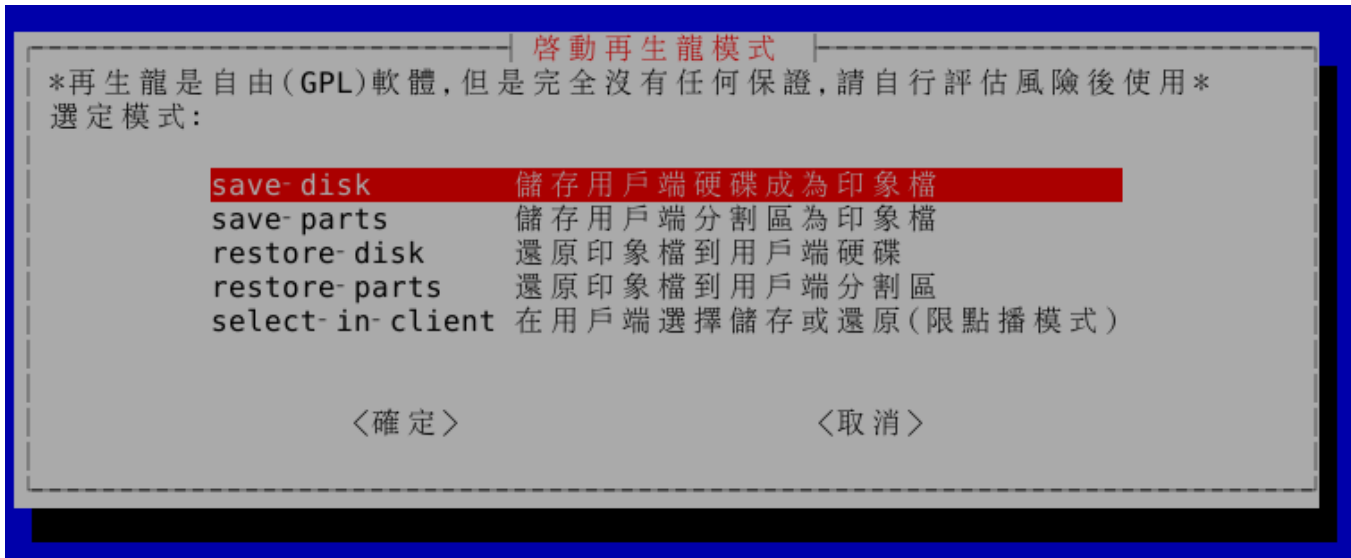 啓動再生龍模式
*再生龍是自由(GPL)軟體,但是完全沒有任何保證,請自行評估風險後使用*
選定模式:
save-disk 儲存用戶端硬碟成為印象檔
save-parts 儲存用戶端分割區為印象檔
restore-disk 還原印象檔到用戶端硬碟
restore-parts 還原印象檔到用戶端分割區
select-in-client 在用戶端選擇儲存或還原(限點播模式)
<確定> <取消>